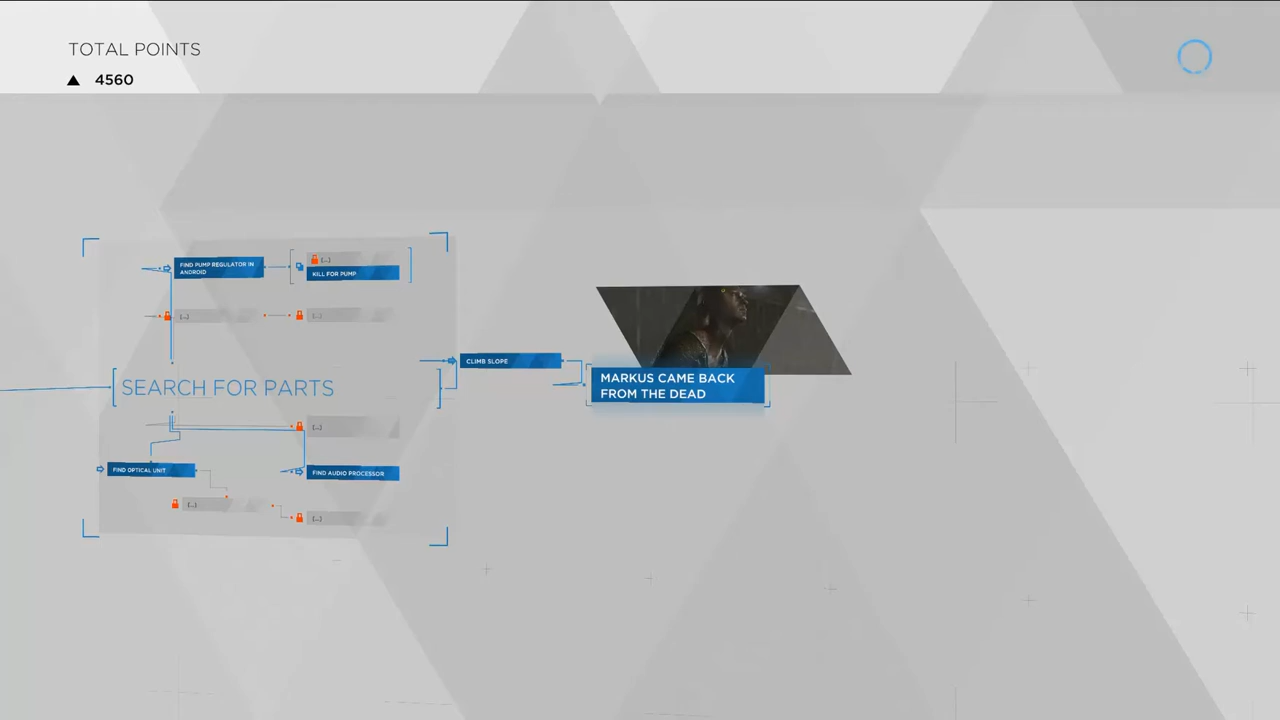 TOTAL POINTS
▲ 4560
FIND PUMP REGULATOR IN
ANDROID
[...]
KILL FOR PUMP
[...]
[...]
CLIMB SLOPE
SEARCH FOR PARTS
MARKUS CAME BACK
FROM THE DEAD
[...]
FIND OPTICAL UNIT
FIND AUDIO PROCESSOR
[...]
[...]